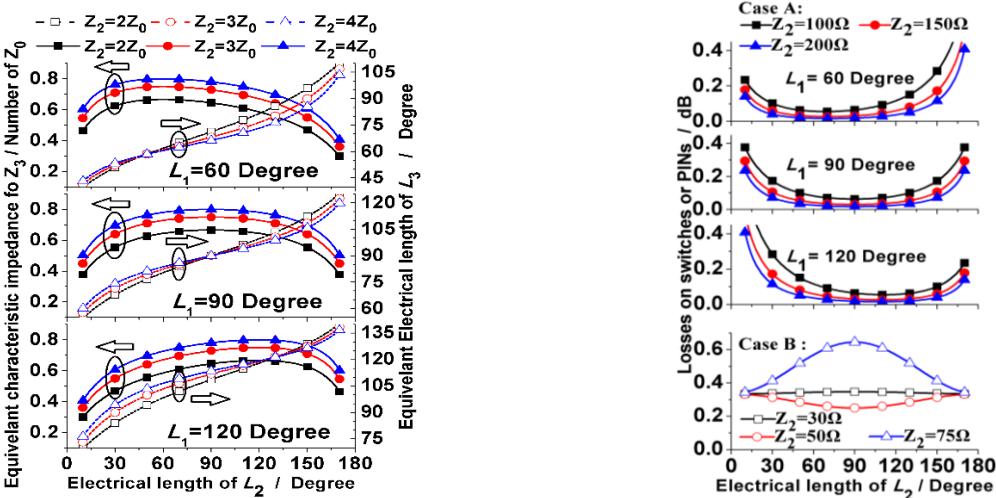 Z2=2Z0 Z2=3Z0 Z2=4Z0
Z2=2Z0 Z2=3Z0 Z2=4Z0
Equivelant characteristic impedance fo Z3 / Number of Z0
0.8
0.6
0.4
0.2
105
90
75
60
45
L1=60 Degree
0.8
0.6
0.4
0.2
120
105
90
75
60
L1=90 Degree
0.8
0.6
0.4
0.2
135
120
105
90
75
L1=120 Degree
Equivelant Electrical length of L3 / Degree
0 30 60 90 120 150 180
Electrical length of L2 / Degree
Case A:
Z2=100Ω Z2=150Ω
Z2=200Ω
Losses on switches or PINs / dB
0.4
0.2
0.0
L1= 60 Degree
0.4
0.2
0.0
L1= 90 Degree
0.4
0.2
0.0
L1= 120 Degree
Case B :
0.6
0.4
0.2
0.0
Z2=30Ω
Z2=50Ω Z2=75Ω
0 30 60 90 120 150 180
Electrical length of L2 / Degree